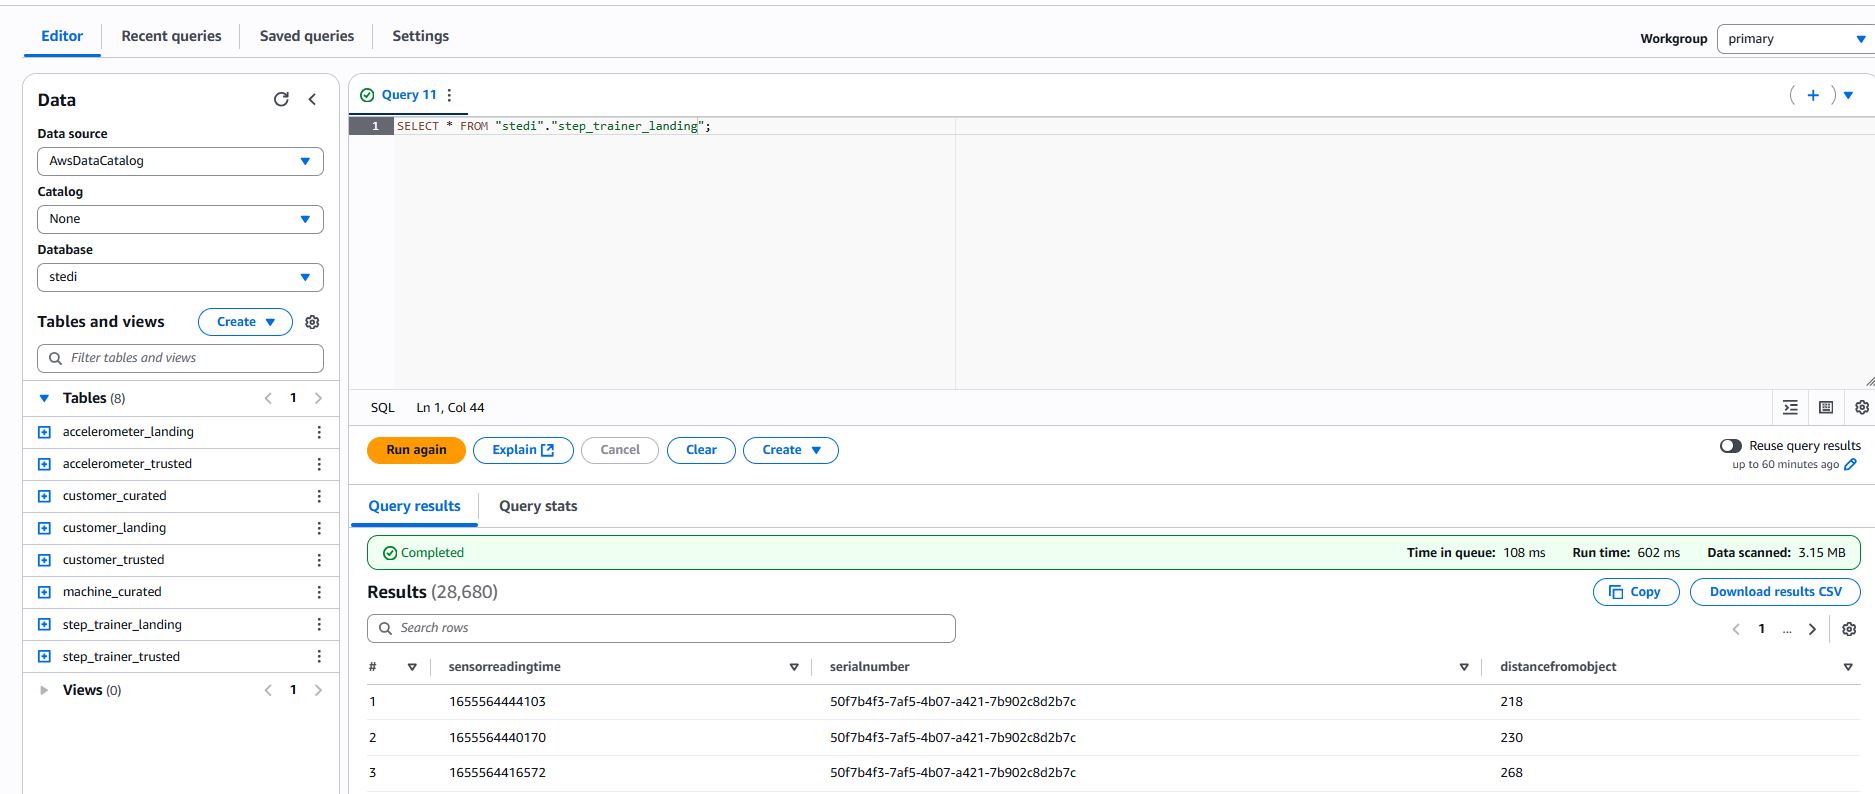 Editor Recent queries Saved queries Settings
Workgroup primary
Data
Data source
AwsDataCatalog
Catalog
None
Database
stedi
Tables and views Create
Filter tables and views
Tables (8) 1
accelerometer_landing
accelerometer_trusted
customer_curated
customer_landing
customer_trusted
machine_curated
step_trainer_landing
step_trainer_trusted
Views (0) 1
Query 11
1 SELECT * FROM "stedi"."step_trainer_landing";
SQL Ln 1, Col 44
Run again Explain Cancel Clear Create
Reuse query results
up to 60 minutes ago
Query results Query stats
Completed Time in queue: 108 ms Run time: 602 ms Data scanned: 3.15 MB
Results (28,680) Copy Download results CSV
Search rows 1 ...
# sensorreadingtime serialnumber distancefromobject
1 1655564444103 50f7b4f3-7af5-4b07-a421-7b902c8d2b7c 218
2 1655564440170 50f7b4f3-7af5-4b07-a421-7b902c8d2b7c 230
3 1655564416572 50f7b4f3-7af5-4b07-a421-7b902c8d2b7c 268